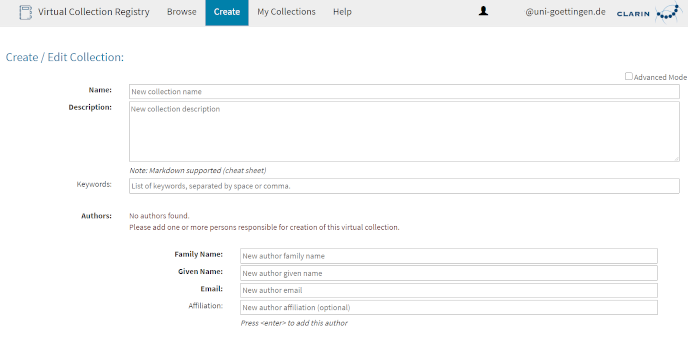 Virtual Collection Registry Browse Create My Collections Help @uni-goettingen.de CLARIN
Create / Edit Collection:
Advanced Mode
Name: New collection name
Description: New collection description
Note: Markdown supported (cheat sheet)
Keywords: List of keywords, separated by space or comma.
Authors: No authors found.
Please add one or more persons responsible for creation of this virtual collection.
Family Name: New author family name
Given Name: New author given name
Email: New author email
Affiliation: New author affiliation (optional)
Press <enter> to add this author